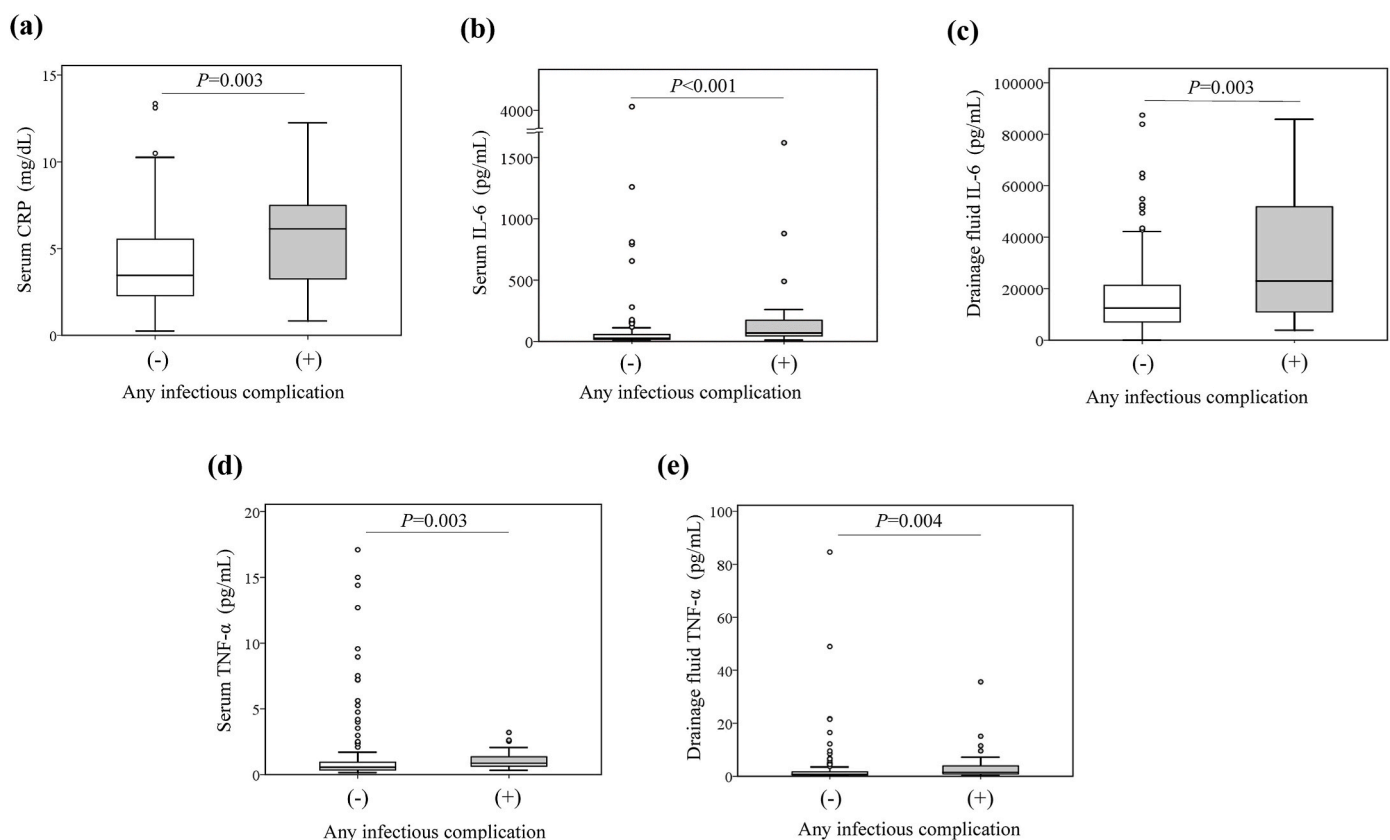 (a)
Serum CRP (mg/dL)
15
10
5
0
P=0.003
(-)
(+)
Any infectious complication
(b)
Serum IL-6 (pg/mL)
4000
1500
1000
500
0
P<0.001
(-)
(+)
Any infectious complication
(c)
Drainage fluid IL-6 (pg/mL)
100000
80000
60000
40000
20000
0
P=0.003
(-)
(+)
Any infectious complication
(d)
Serum TNF-α (pg/mL)
20
15
10
5
0
P=0.003
(-)
(+)
Any infectious complication
(e)
Drainage fluid TNF-α (pg/mL)
100
80
60
40
20
0
P=0.004
(-)
(+)
Any infectious complication